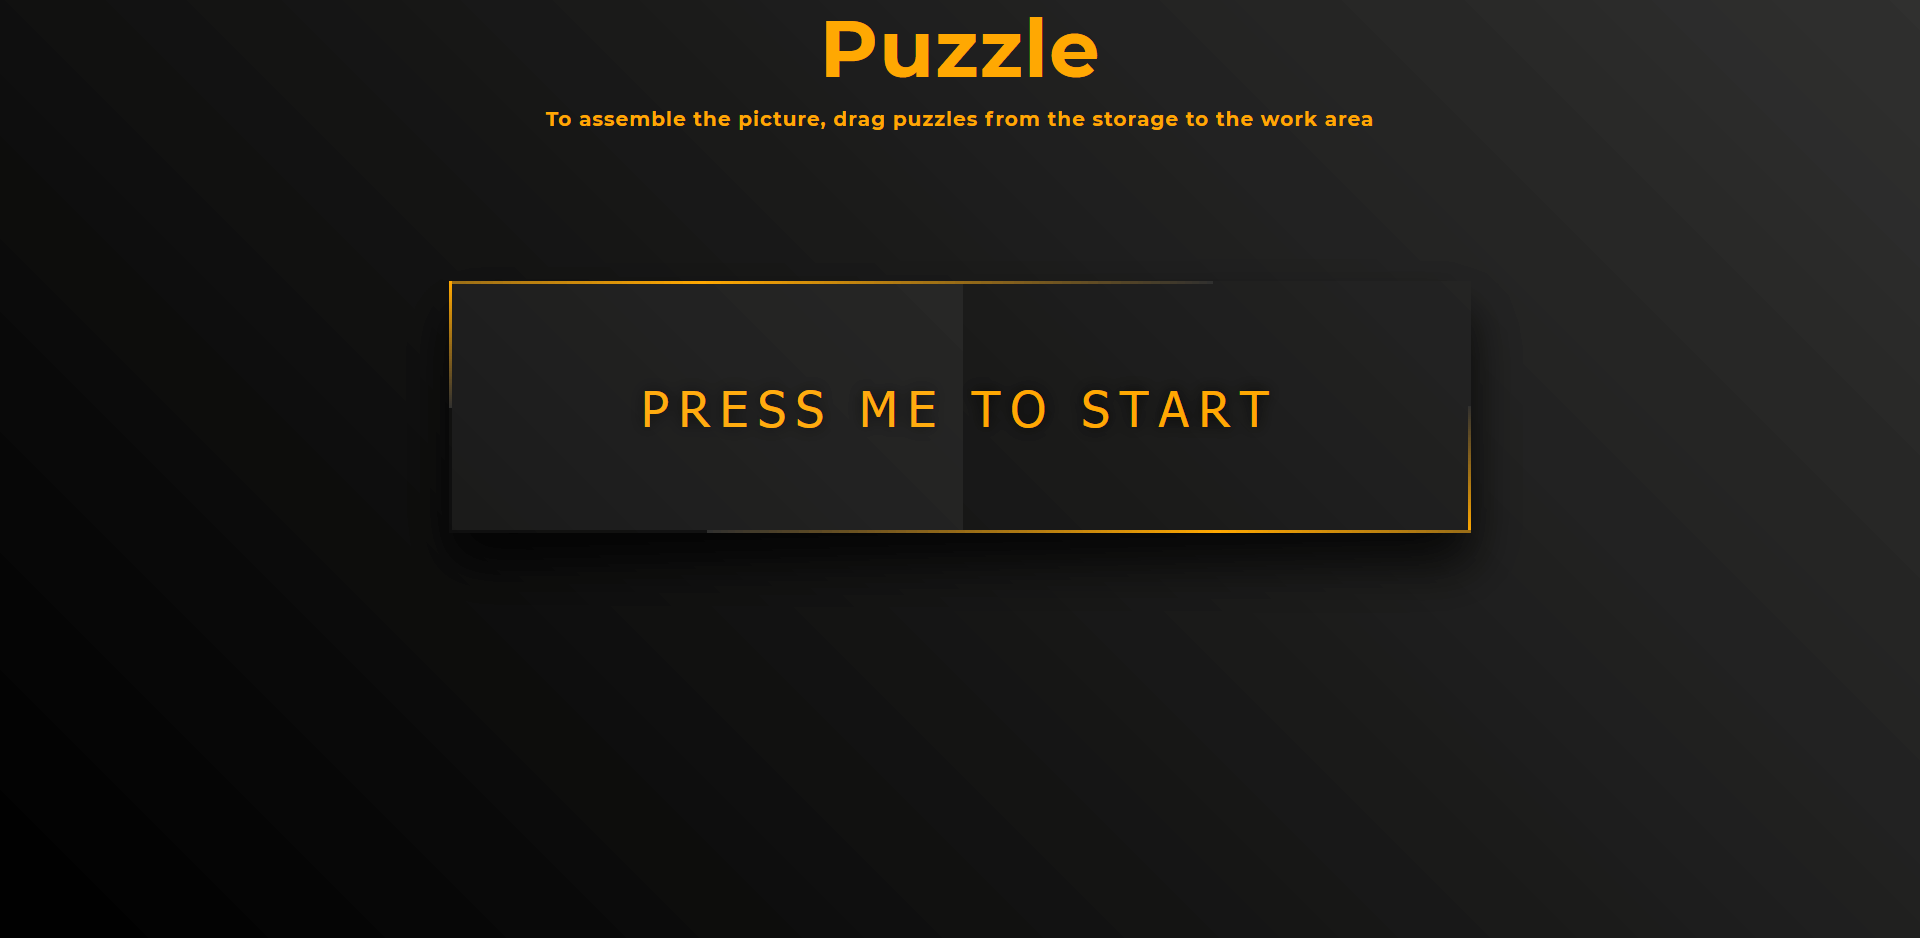 Puzzle
To assemble the picture, drag puzzles from the storage to the work area
PRESS ME TO START